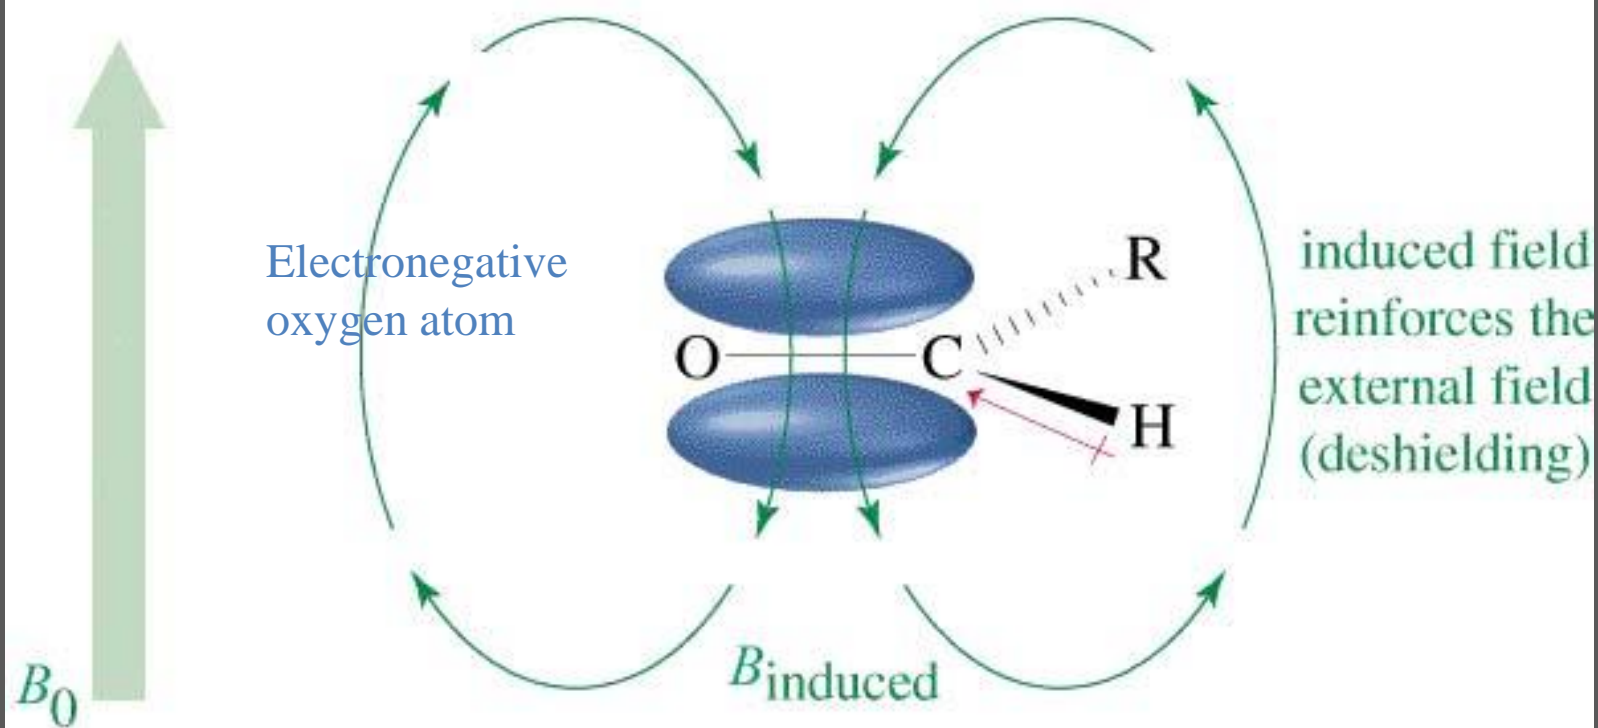 Electronegative
oxygen atom
O
C
R
H
induced field
reinforces the
external field
(deshielding)
B0
Binduced